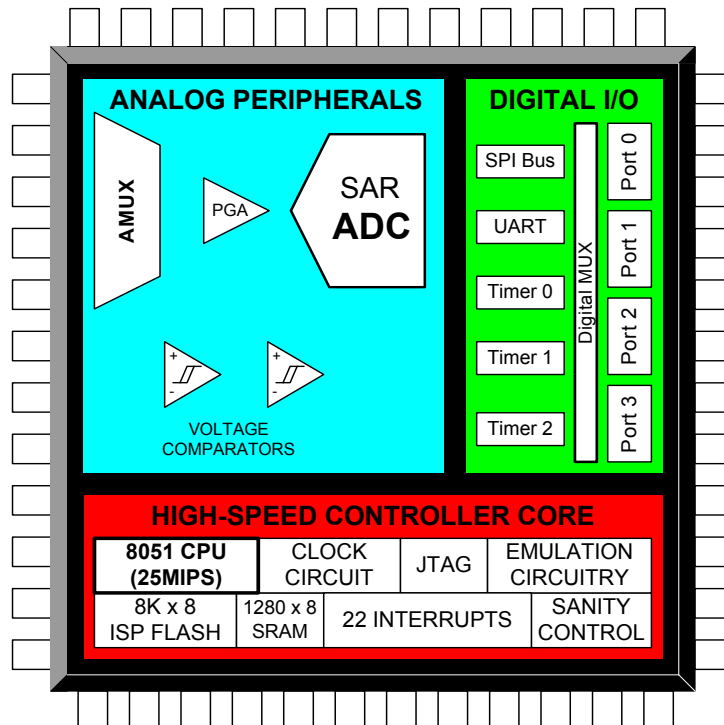 ANALOG PERIPHERALS
AMUX
PGA
SAR
ADC
+
-
+
-
VOLTAGE
COMPARATORS
DIGITAL I/O
SPI Bus
UART
Timer 0
Timer 1
Timer 2
Digital MUX
Port 0
Port 1
Port 2
Port 3
HIGH-SPEED CONTROLLER CORE
8051 CPU
(25MIPS)
CLOCK
CIRCUIT
JTAG
EMULATION
CIRCUITRY
8K x 8
ISP FLASH
1280 x 8
SRAM
22 INTERRUPTS
SANITY
CONTROL